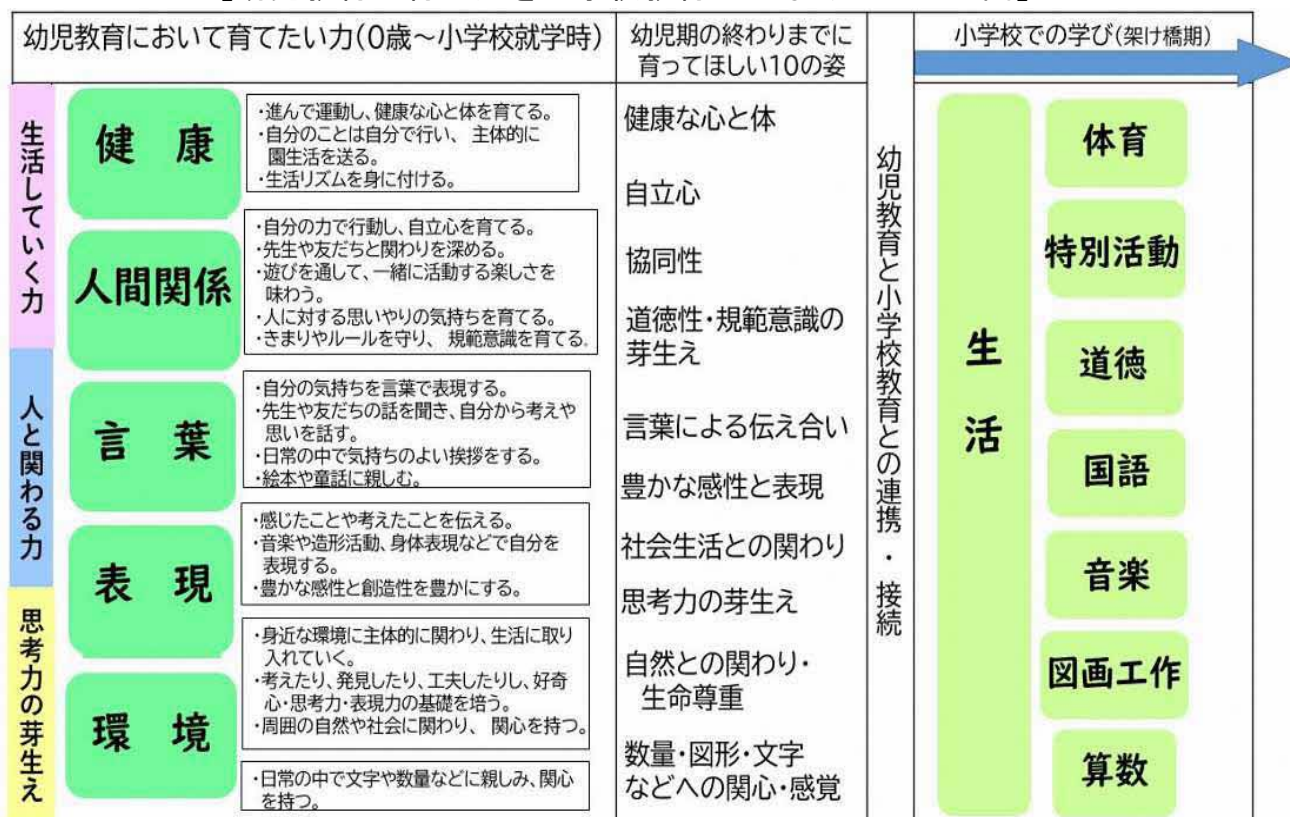 幼児教育において育てたい力(0歳～小学校就学時)
幼児期の終わりまでに
育ってほしい10の姿
小学校での学び(架け橋期)
生活していく力
人と関わる力
思考力の芽生え
健 康
・進んで運動し、健康な心と体を育てる。
・自分のことは自分で行い、 主体的に
園生活を送る。
・生活リズムを身に付ける。
人間関係
・自分の力で行動し、自立心を育てる。
・先生や友だちと関わりを深める。
・遊びを通して、一緒に活動する楽しさを
味わう。
・人に対する思いやりの気持ちを育てる。
・きまりやルールを守り、 規範意識を育てる.
言 葉
・自分の気持ちを言葉で表現する。
・先生や友だちの話を聞き、自分から考えや
思いを話す。
・日常の中で気持ちのよい挨拶をする。
・絵本や童話に親しむ。
表 現
・感じたことや考えたことを伝える。
・音楽や造形活動、身体表現などで自分を
表現する。
・豊かな感性と創造性を豊かにする。
環 境
・身近な環境に主体的に関わり、生活に取り
入れていく。
・考えたり、発見したり、工夫したりし、好奇
心・思考力・表現力の基礎を培う。
・周囲の自然や社会に関わり、 関心を持つ。
・日常の中で文字や数量などに親しみ、関心
を持つ。
健康な心と体
自立心
協同性
道徳性・規範意識の
芽生え
言葉による伝え合い
豊かな感性と表現
社会生活との関わり
思考力の芽生え
自然との関わり・
生命尊重
数量・図形・文字
などへの関心・感覚
幼児教育と小学校教育との連携・接続
生活
体育
特別活動
道徳
国語
音楽
図画工作
算数